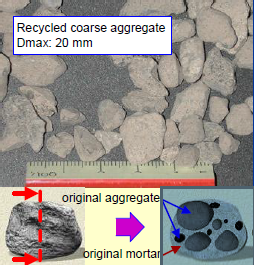 Recycled coarse aggregate
Dmax: 20 mm
original aggregate
original mortar